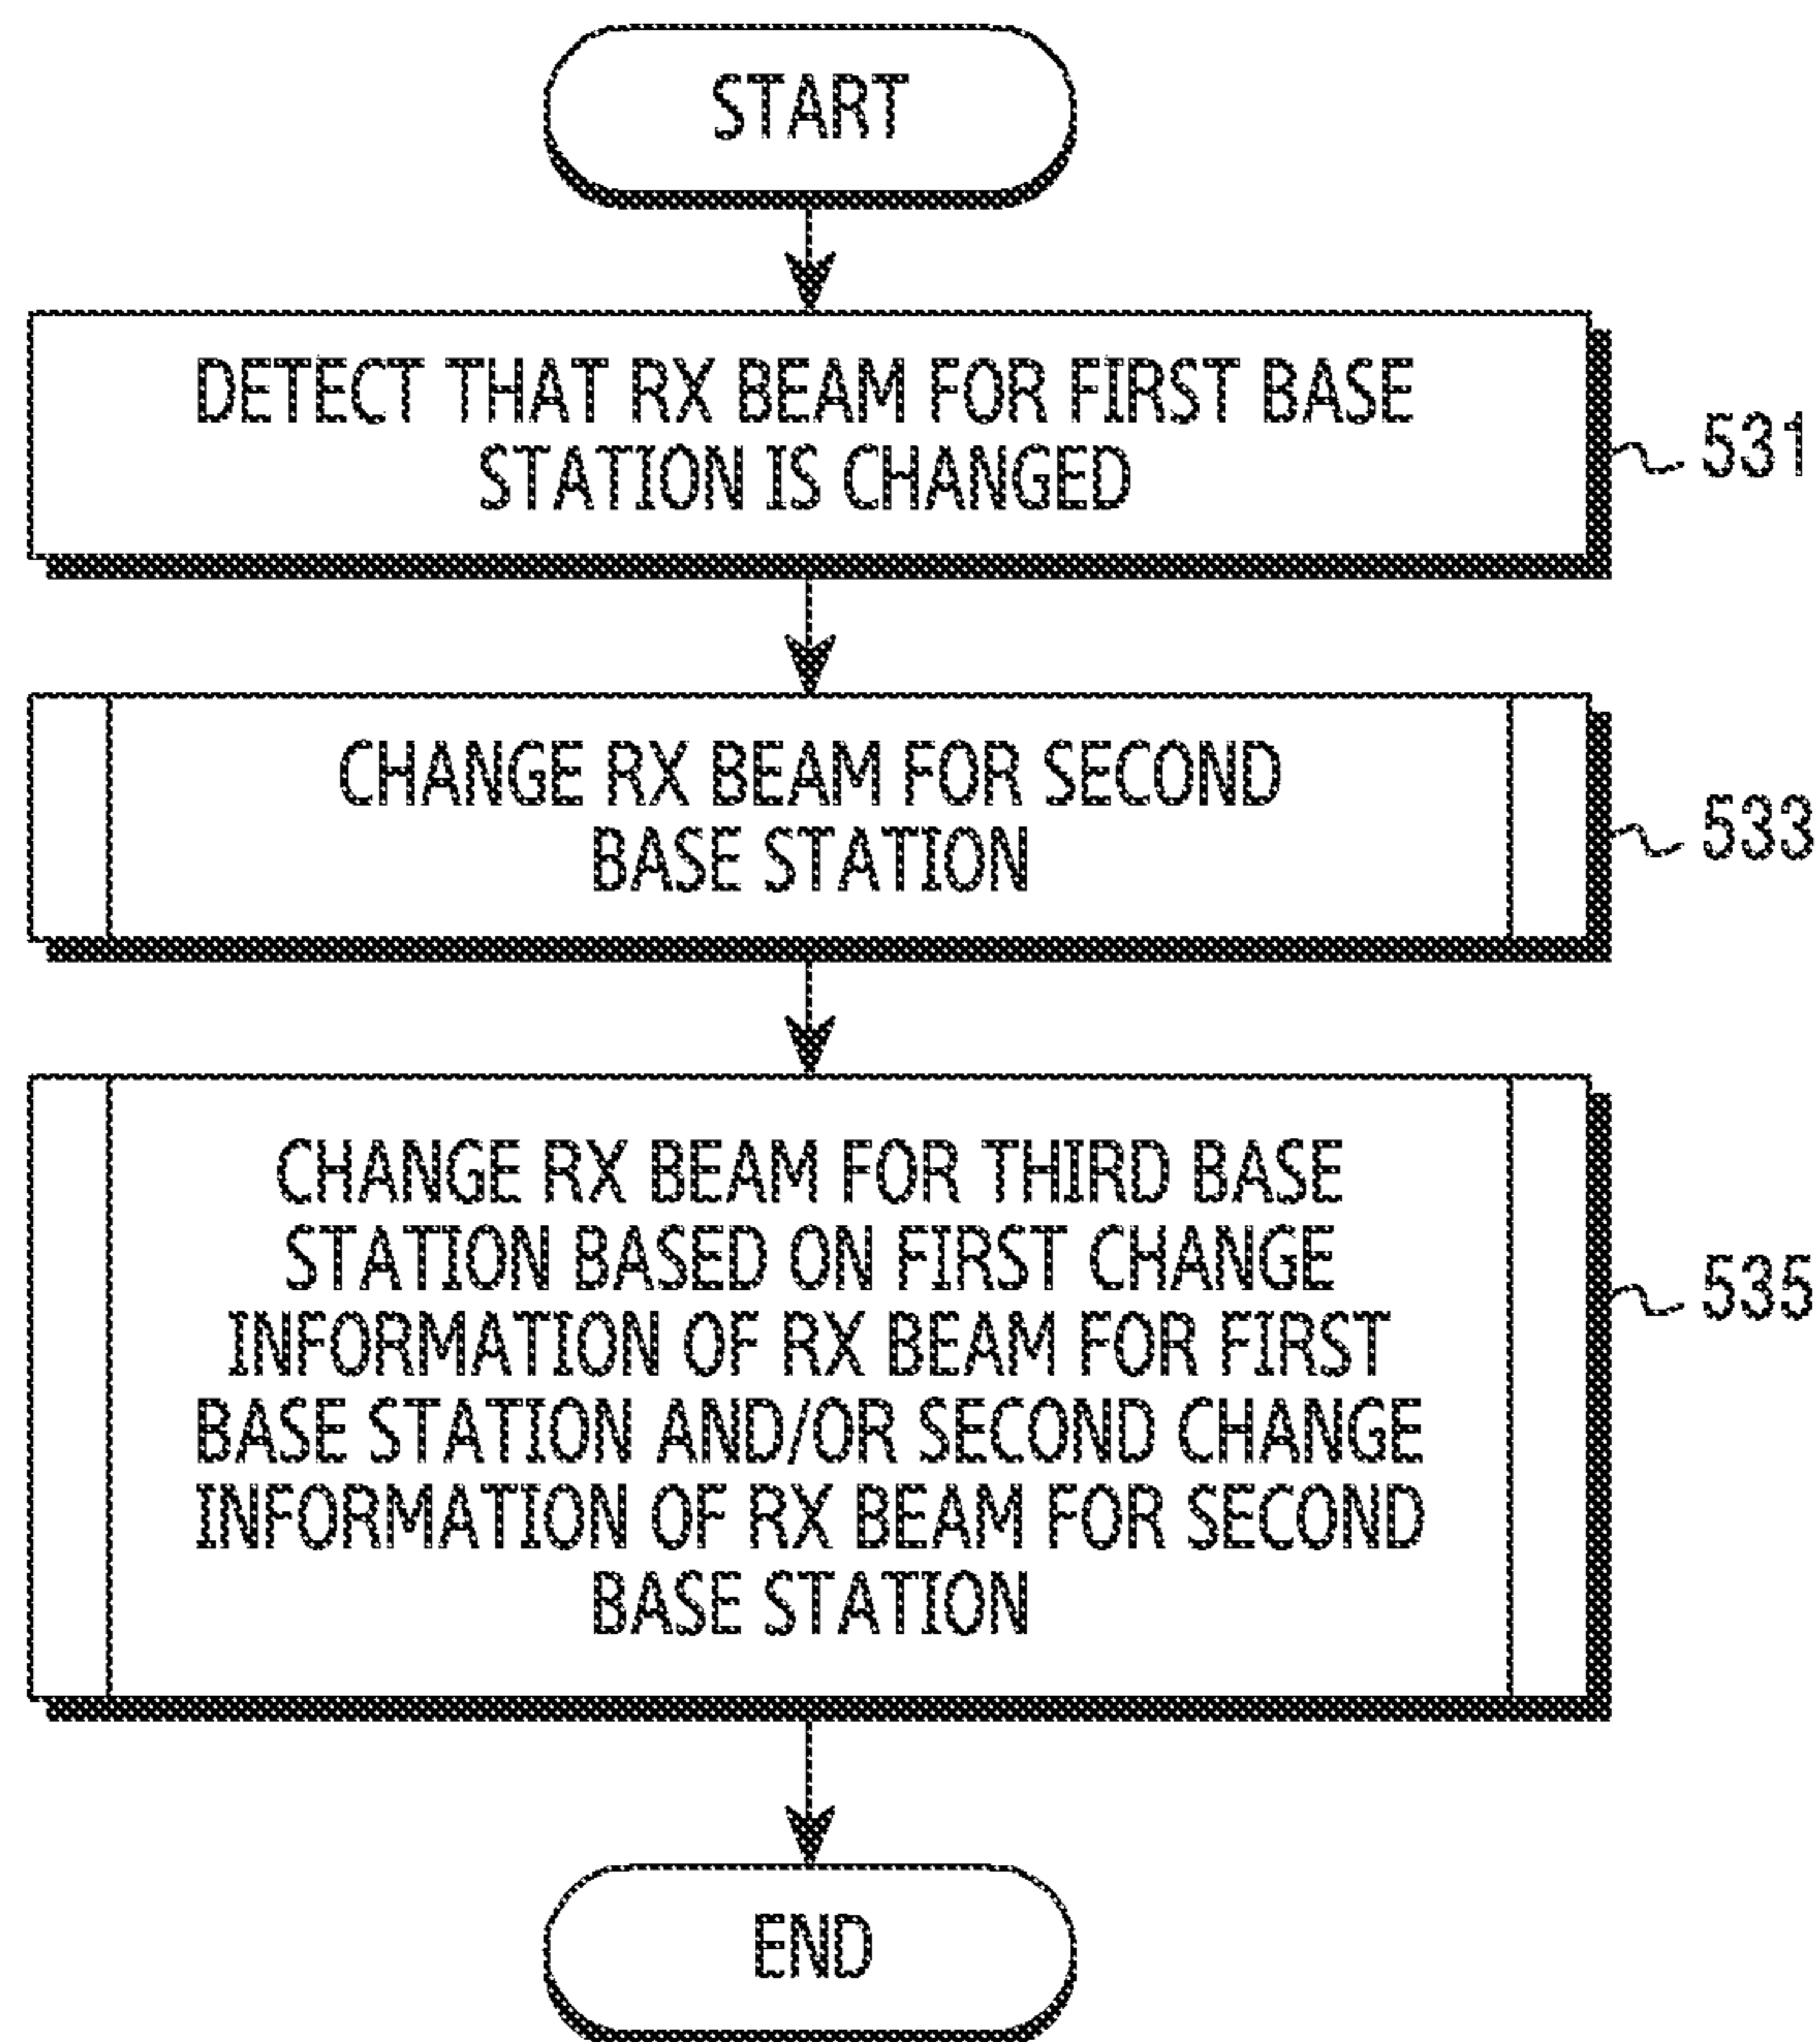 START
DETECT THAT RX BEAM FOR FIRST BASE
STATION IS CHANGED
531
CHANGE RX BEAM FOR SECOND
BASE STATION
533
CHANGE RX BEAM FOR THIRD BASE
STATION BASED ON FIRST CHANGE
INFORMATION OF RX BEAM FOR FIRST
BASE STATION AND/OR SECOND CHANGE
INFORMATION OF RX BEAM FOR SECOND
BASE STATION
535
END